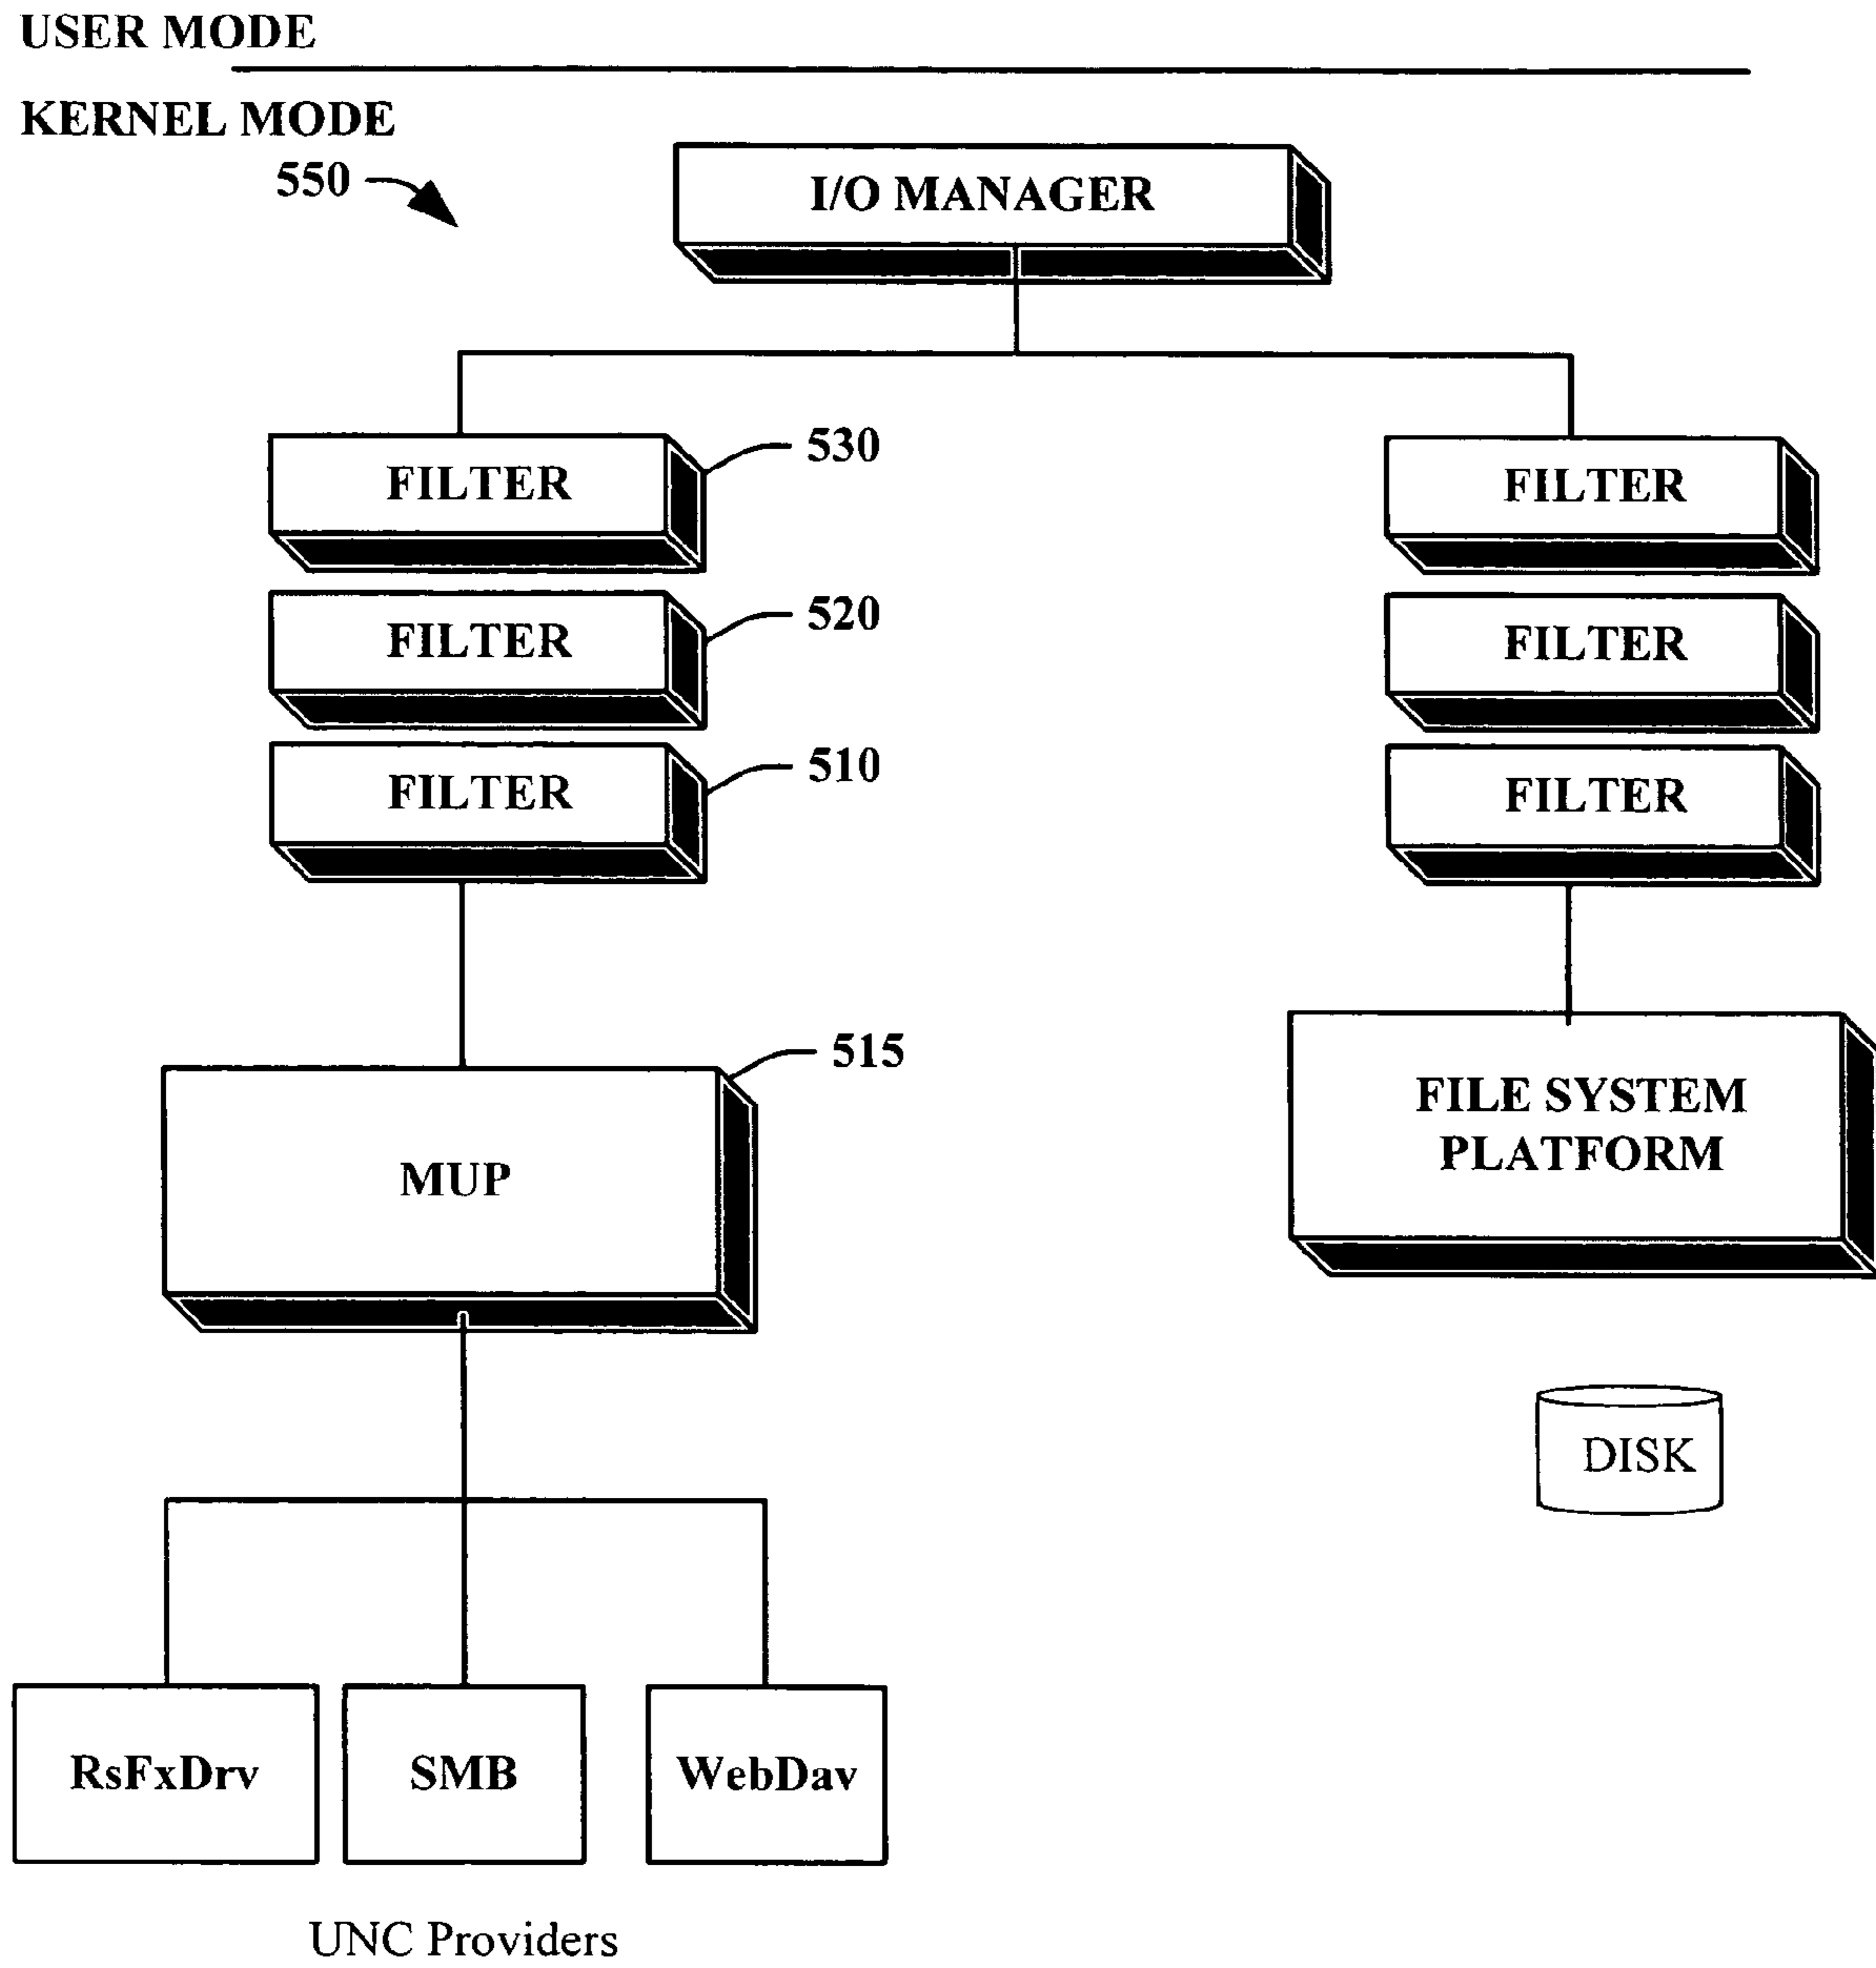 USER MODE
KERNEL MODE
550
I/O MANAGER
FILTER
530
FILTER
FILTER
520
FILTER
FILTER
510
FILTER
515
MUP
FILE SYSTEM
PLATFORM
DISK
RsFxDrv
SMB
WebDav
UNC Providers